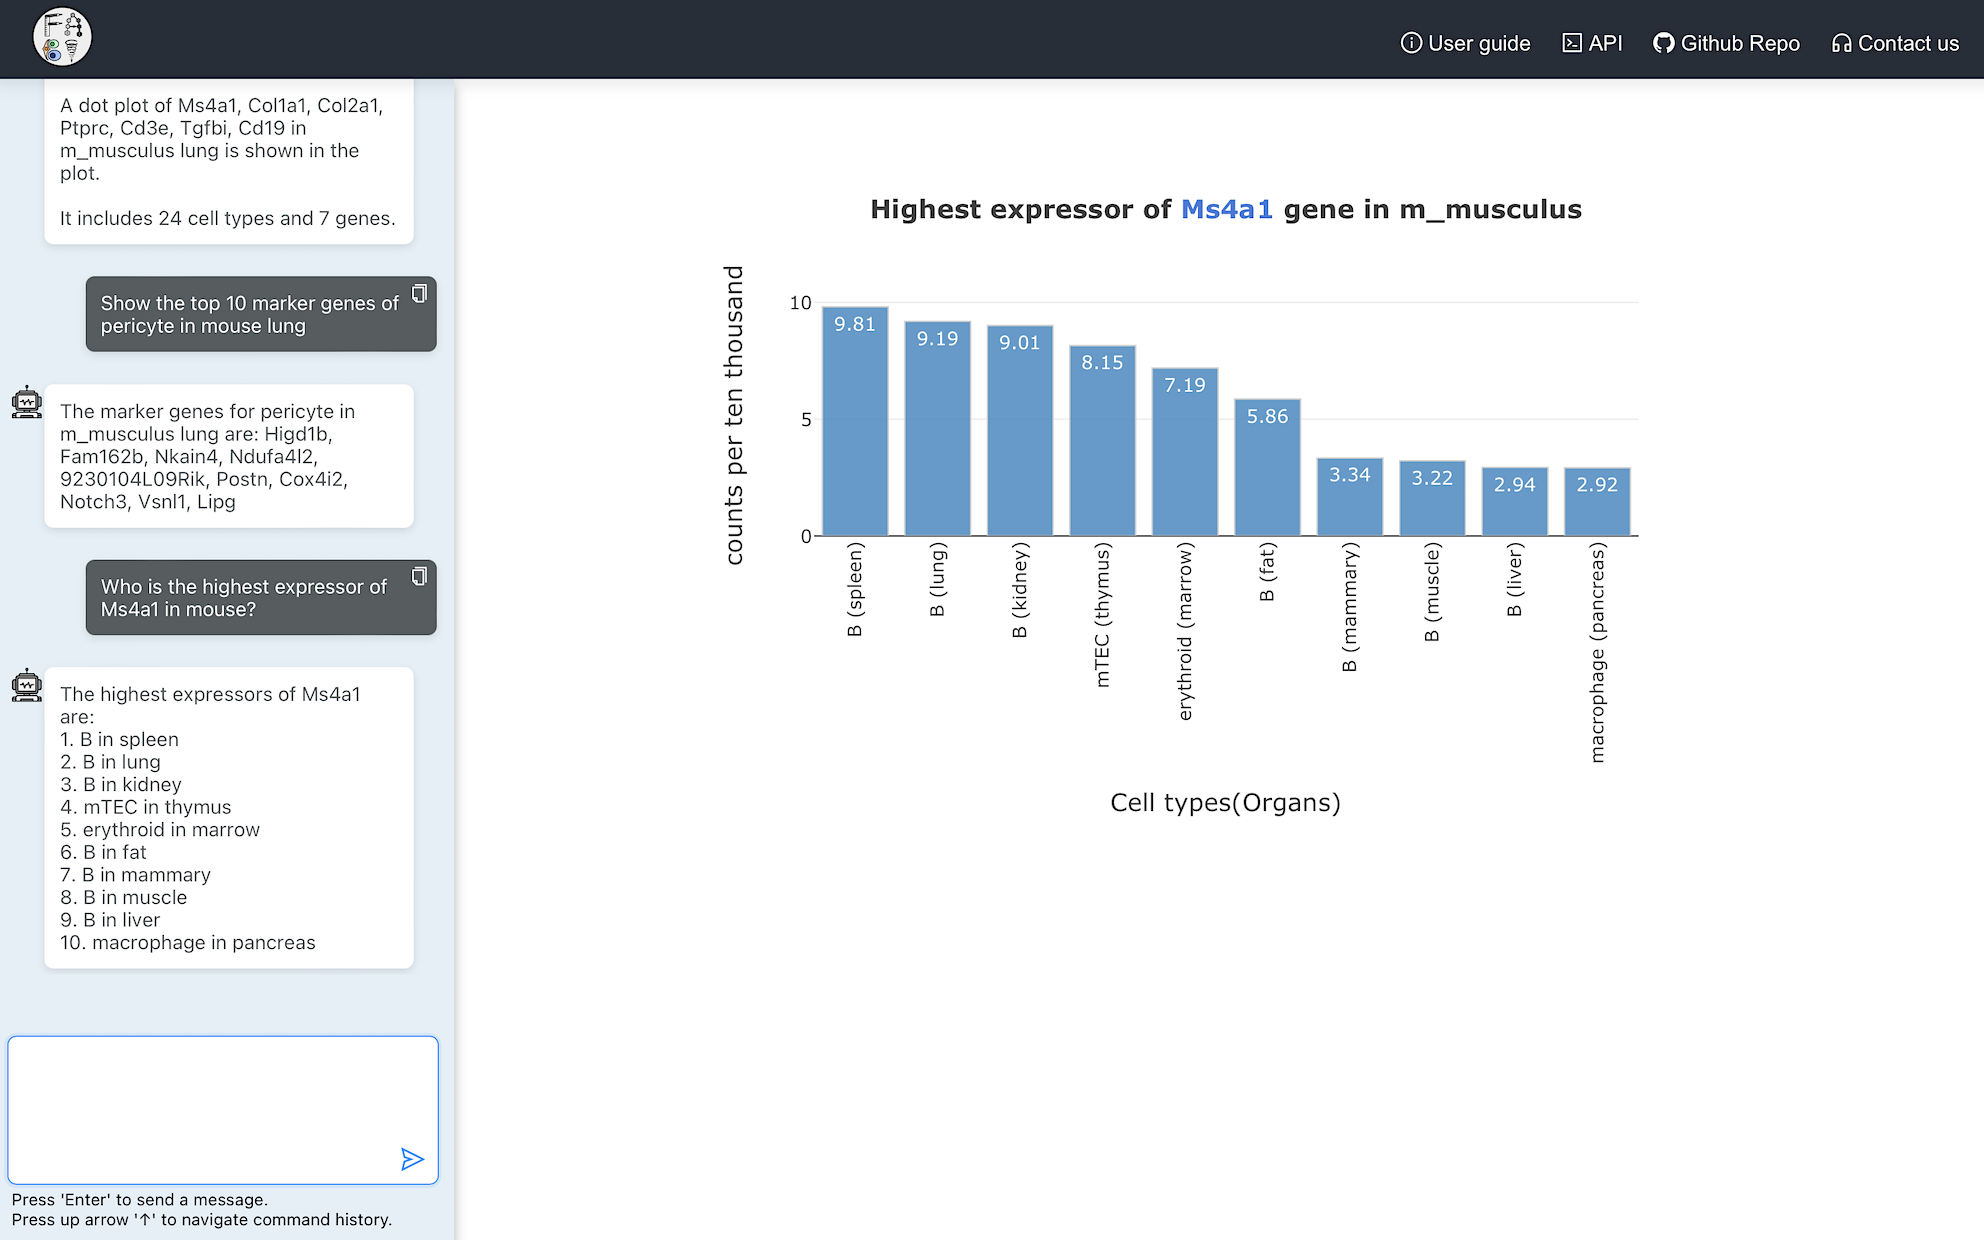 User guide
API
Github Repo
Contact us
A dot plot of Ms4a1, Col1a1, Col2a1,
Ptprc, Cd3e, Tgfbi, Cd19 in
m_musculus lung is shown in the
plot.
It includes 24 cell types and 7 genes.
Show the top 10 marker genes of
pericyte in mouse lung
The marker genes for pericyte in
m_musculus lung are: Higd1b,
Fam162b, Nkain4, Ndufa4l2,
9230104L09Rik, Postn, Cox4i2,
Notch3, Vsnl1, Lipg
Who is the highest expressor of
Ms4a1 in mouse?
The highest expressors of Ms4a1
are:
1. B in spleen
2. B in lung
3. B in kidney
4. mTEC in thymus
5. erythroid in marrow
6. B in fat
7. B in mammary
8. B in muscle
9. B in liver
10. macrophage in pancreas
Press 'Enter' to send a message.
Press up arrow '↑' to navigate command history.
Highest expressor of Ms4a1 gene in m_musculus
counts per ten thousand
10
5
0
9.81
9.19
9.01
8.15
7.19
5.86
3.34
3.22
2.94
2.92
B (spleen)
B (lung)
B (kidney)
mTEC (thymus)
erythroid (marrow)
B (fat)
B (mammary)
B (muscle)
B (liver)
macrophage (pancreas)
Cell types(Organs)